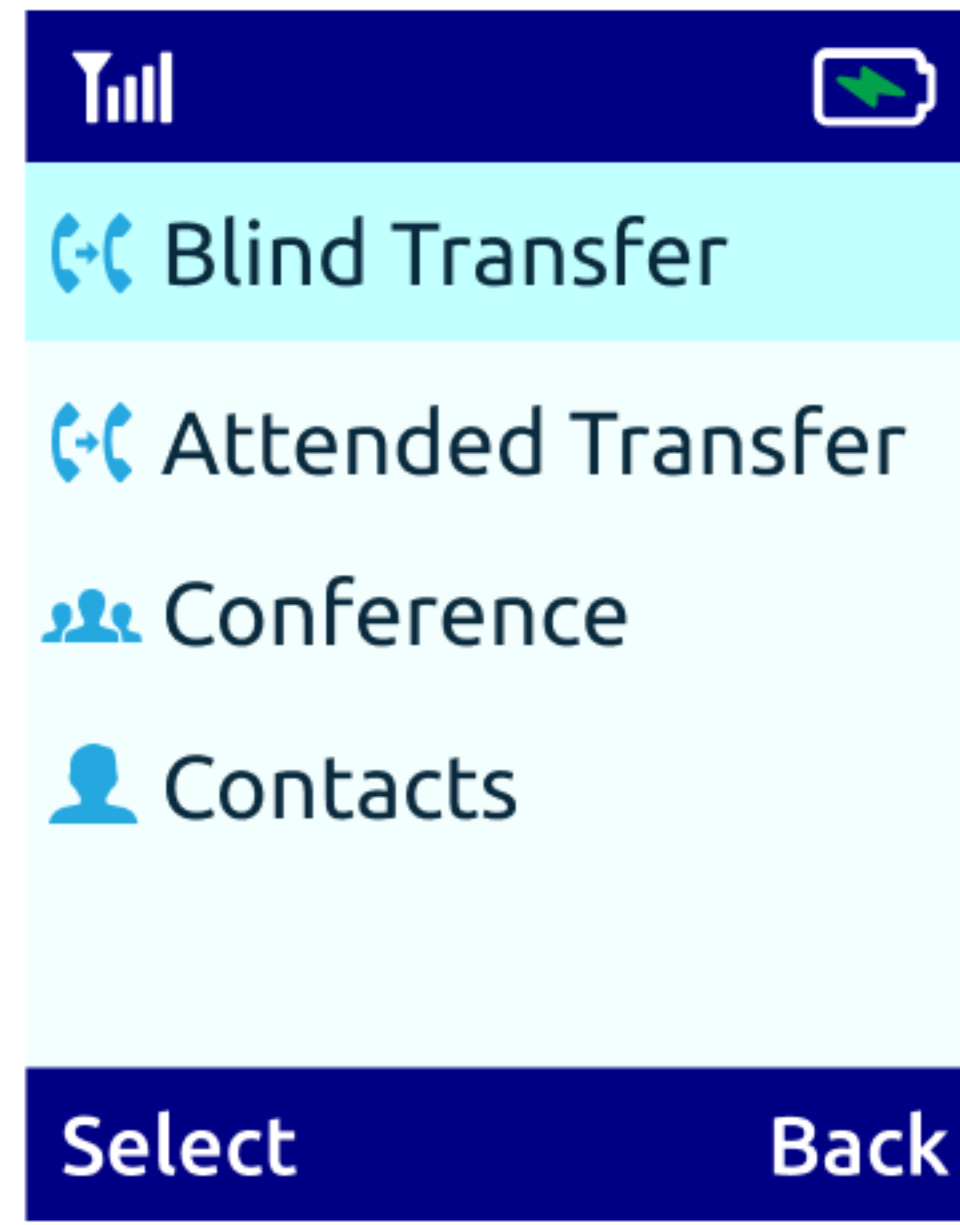 Blind Transfer
Attended Transfer
Conference
Contacts
Select Back